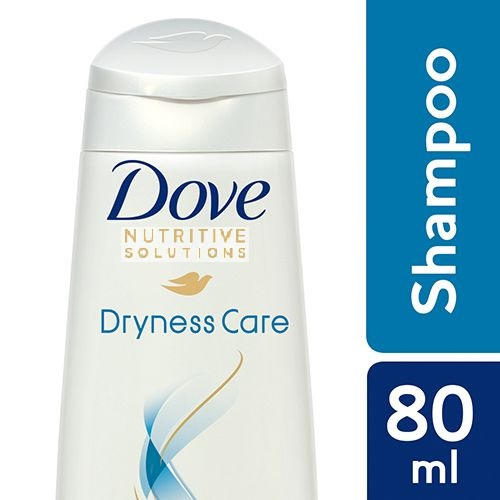 Dove
NUTRITIVE
SOLUTIONS
Dryness Care
Shampoo
80
ml